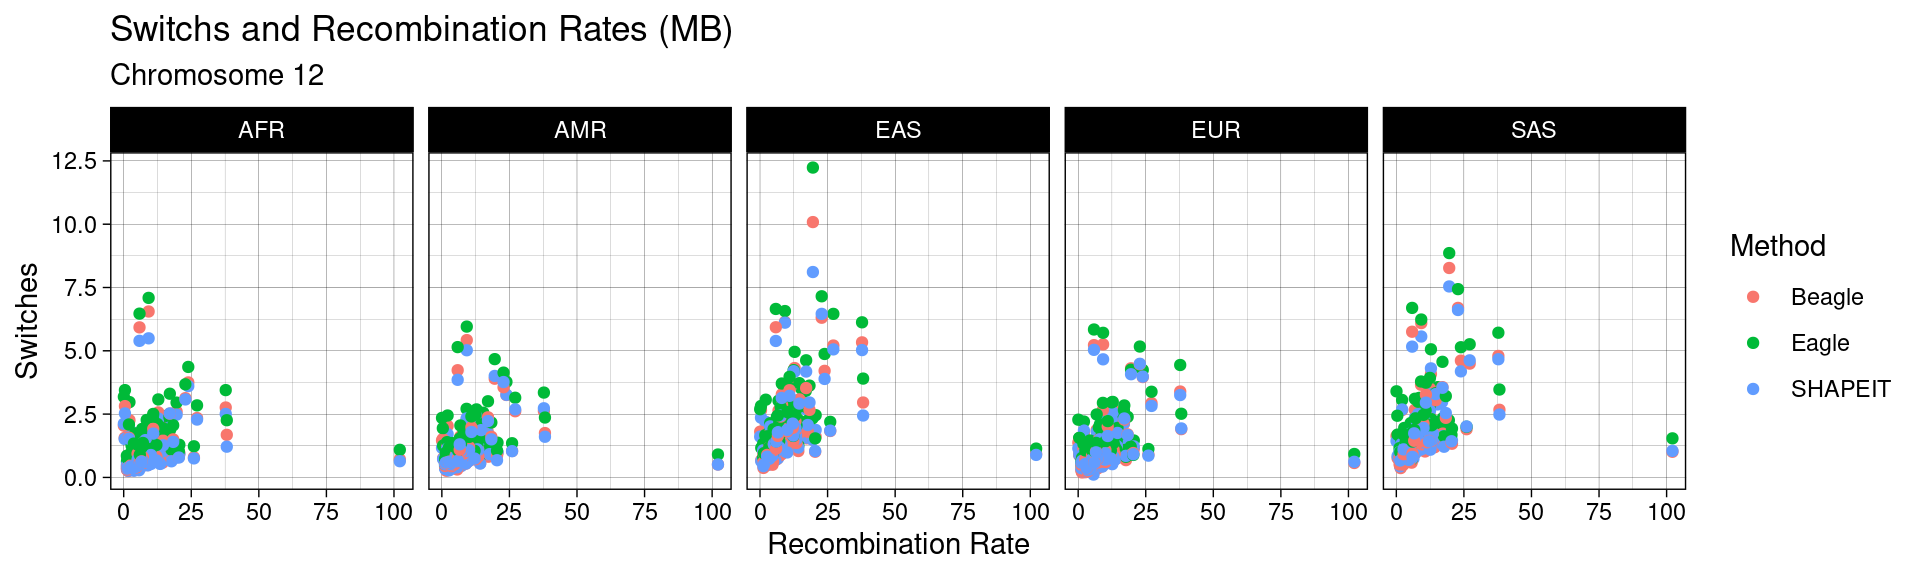 Switchs and Recombination Rates (MB)
Chromosome 12
AFR AMR EAS EUR SAS
12.5
10.0
7.5
5.0
2.5
0.0
Switches
0 25 50 75 100 0 25 50 75 100 0 25 50 75 100 0 25 50 75 100 0 25 50 75 100
Recombination Rate
Method
Beagle
Eagle
SHAPEIT